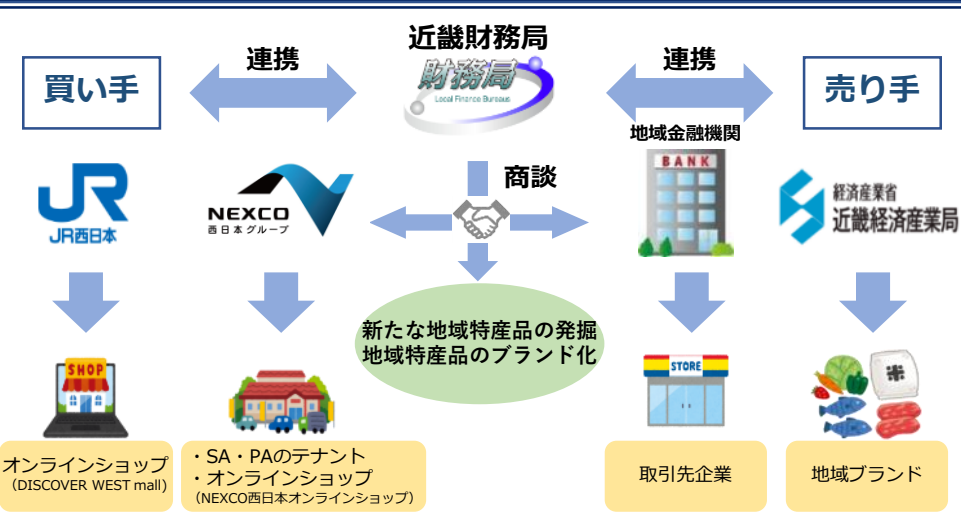 近畿財務局
連携
連携
買い手
財務局
Local Finance Bureaus
売り手
地域金融機関
BANK
商談
JR
JR西日本
NEXCO
西日本グループ
経済産業省
近畿経済産業局
新たな地域特産品の発掘
地域特産品のブランド化
SHOP
STORE
米
オンラインショップ
（DISCOVER WEST mall)
・SA・PAのテナント
・オンラインショップ
（NEXCO西日本オンラインショップ）
取引先企業
地域ブランド